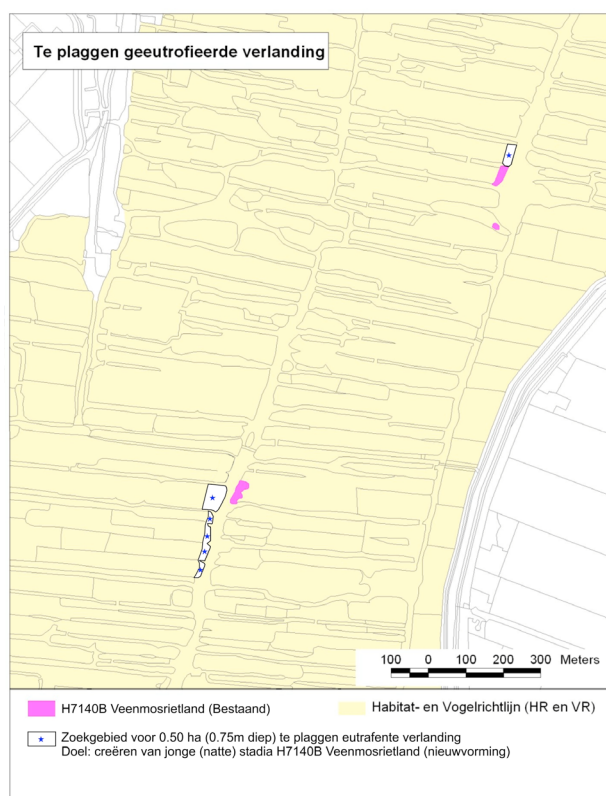 Te plaggen geeutrofieerde verlanding
100 0 100 200 300 Meters
H7140B Veenmosrietland (Bestaand)
Habitat- en Vogelrichtlijn (HR en VR)
Zoekgebied voor 0.50 ha (0.75m diep) te plaggen eutrafente verlanding
Doel: creëren van jonge (natte) stadia H7140B Veenmosrietland (nieuwvorming)